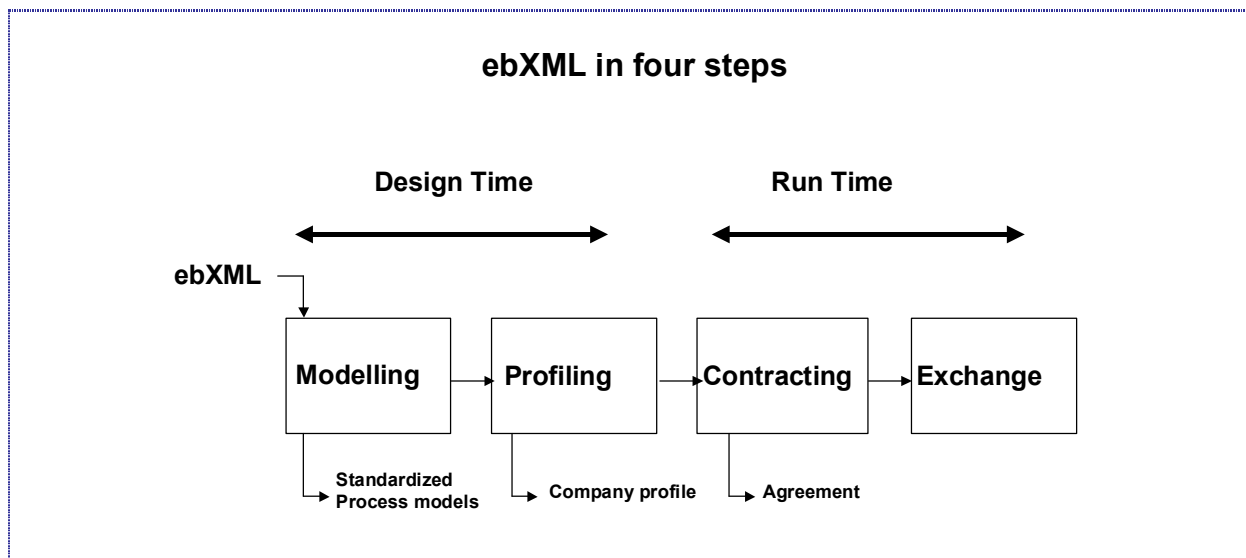 ebXML in four steps
Design Time
Run Time
ebXML
Modelling
Profiling
Contracting
Exchange
Standardized
Process models
Company profile
Agreement